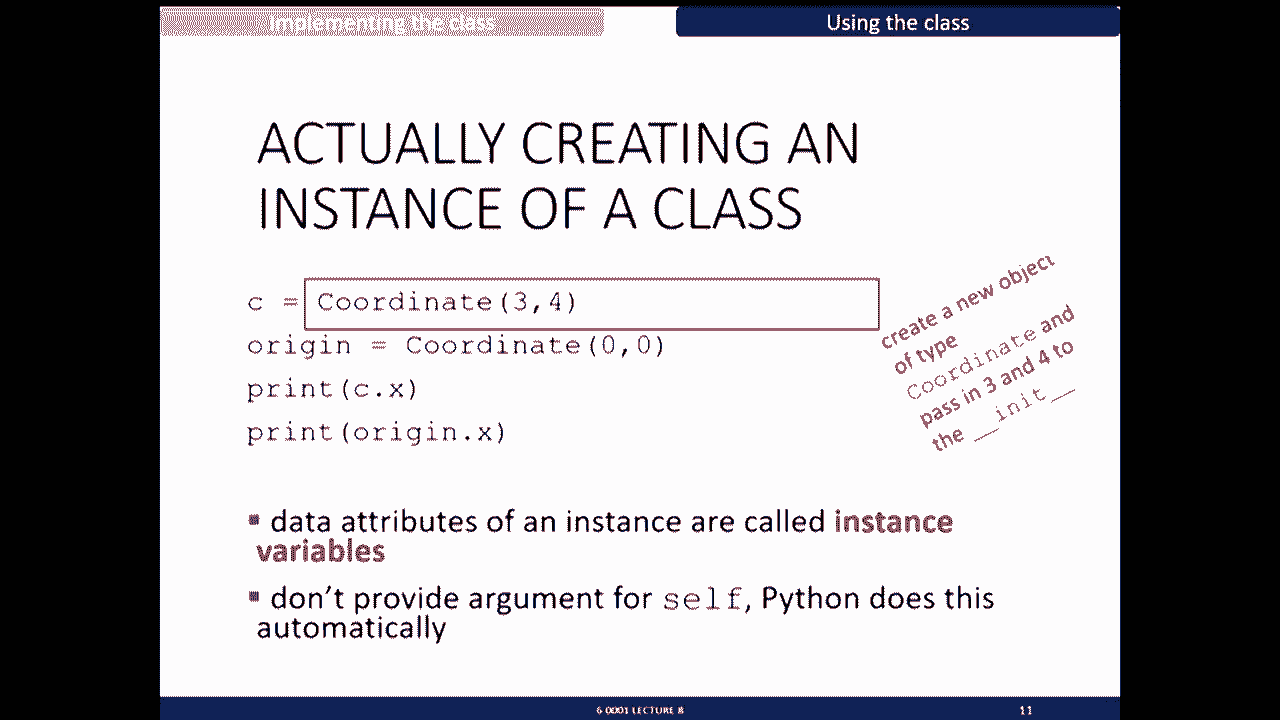 Implementing the class
Using the class
ACTUALLY CREATING AN
INSTANCE OF A CLASS
c = Coordinate(3,4)
origin = Coordinate(0,0)
print(c.x)
print(origin.x)
create a new object
of type
Coordinate and
pass in 3 and 4 to
the __init__
▪ data attributes of an instance are called instance
variables
▪ don’t provide argument for self, Python does this
automatically
6.0001 LECTURE 8
11